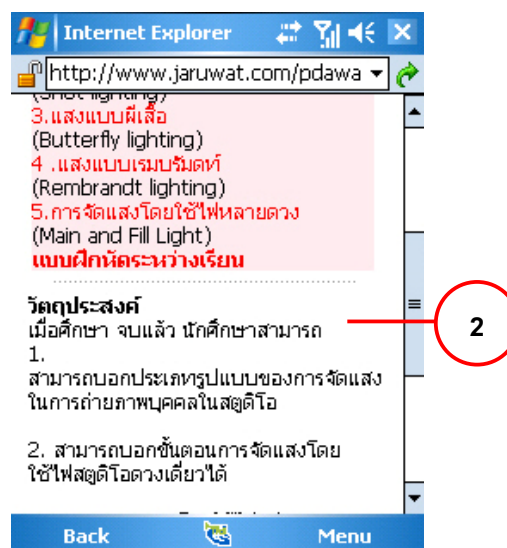 Internet Explorer
http://www.jaruwat.com/pdawa
(Shot lighting)
3.แสงแบบผีเสื้อ
(Butterfly lighting)
4 .แสงแบบเรมบรัมดท์
(Rembrandt lighting)
5.การจัดแสงโดยใช้ไฟหลายดวง
(Main and Fill Light)
แบบฝึกหัดระหว่างเรียน
วัตถุประสงค์
เมื่อศึกษา จบแล้ว นักศึกษาสามารถ
1.
สามารถบอกประเภทรูปแบบของการจัดแสง
ในการถ่ายภาพบุคคลในสตูดิโอ
2. สามารถบอกขั้นตอนการจัดแสงโดย
ใช้ไฟสตูดิโอดวงเดี่ยวได้
2
Back
Menu